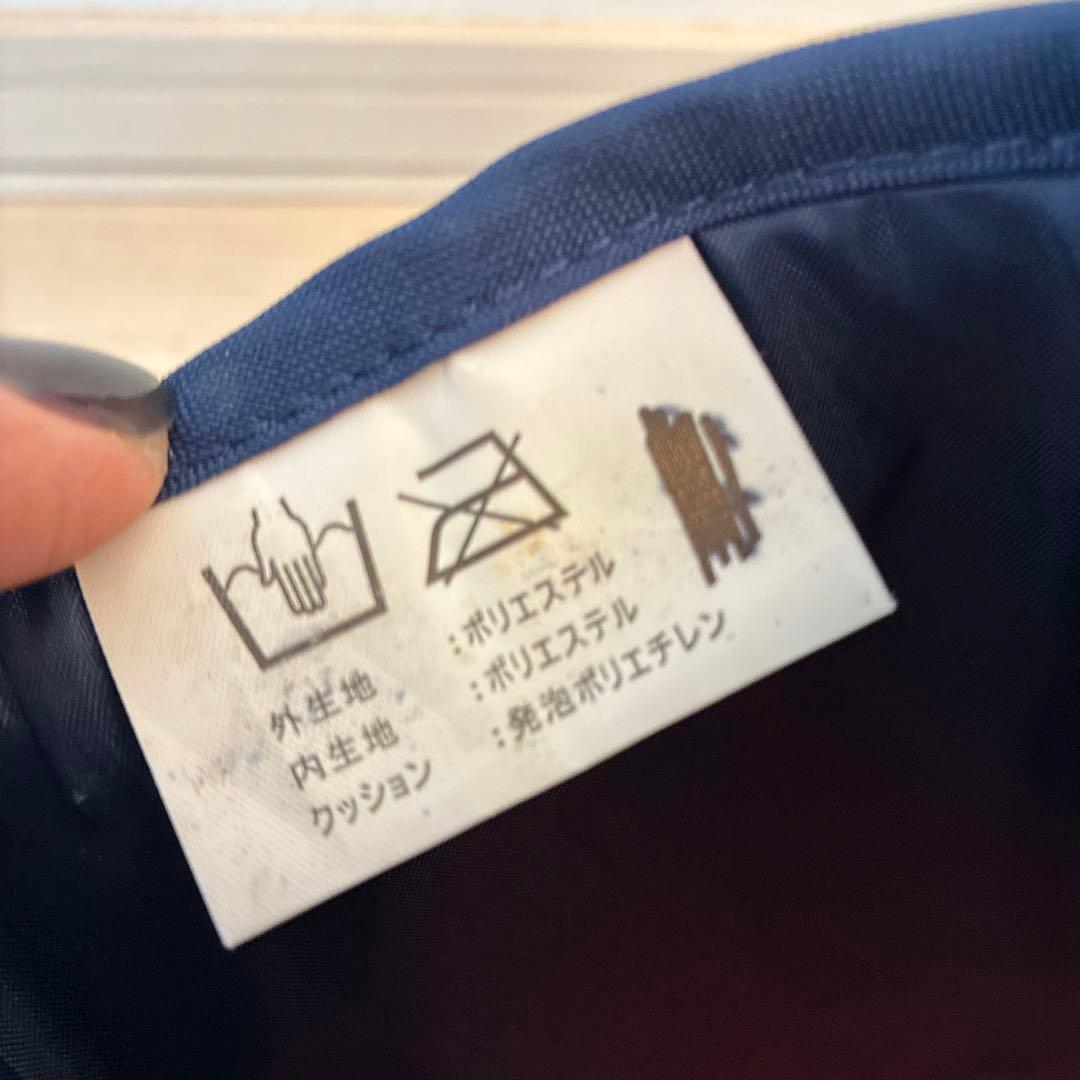 外生地 :ポリエステル
内生地 :ポリエステル
クッション :発泡ポリエチレン